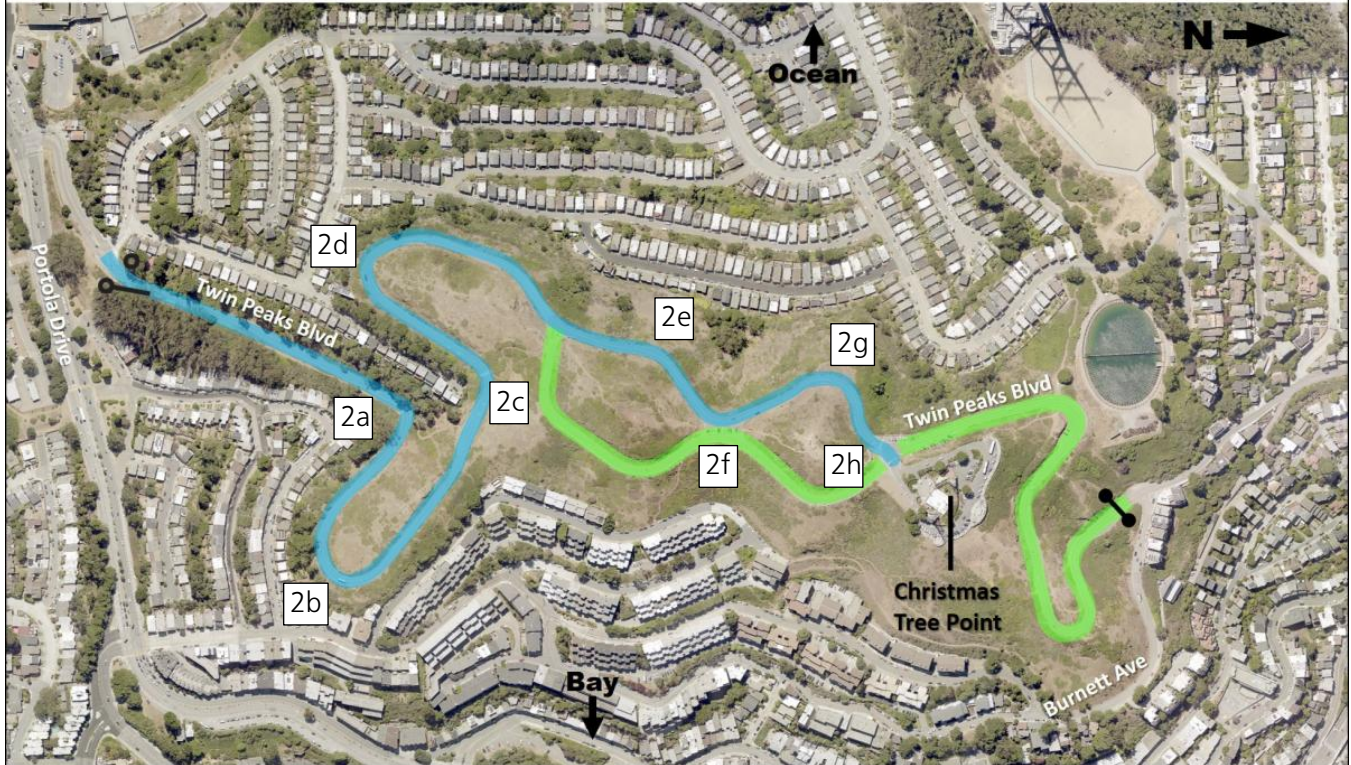 N
Ocean
2d
Portola Drive
Twin Peaks Blvd
2e
2g
2a
2c
Twin Peaks Blvd
2f
2h
2b
Christmas
Tree Point
Burnett Ave
Bay